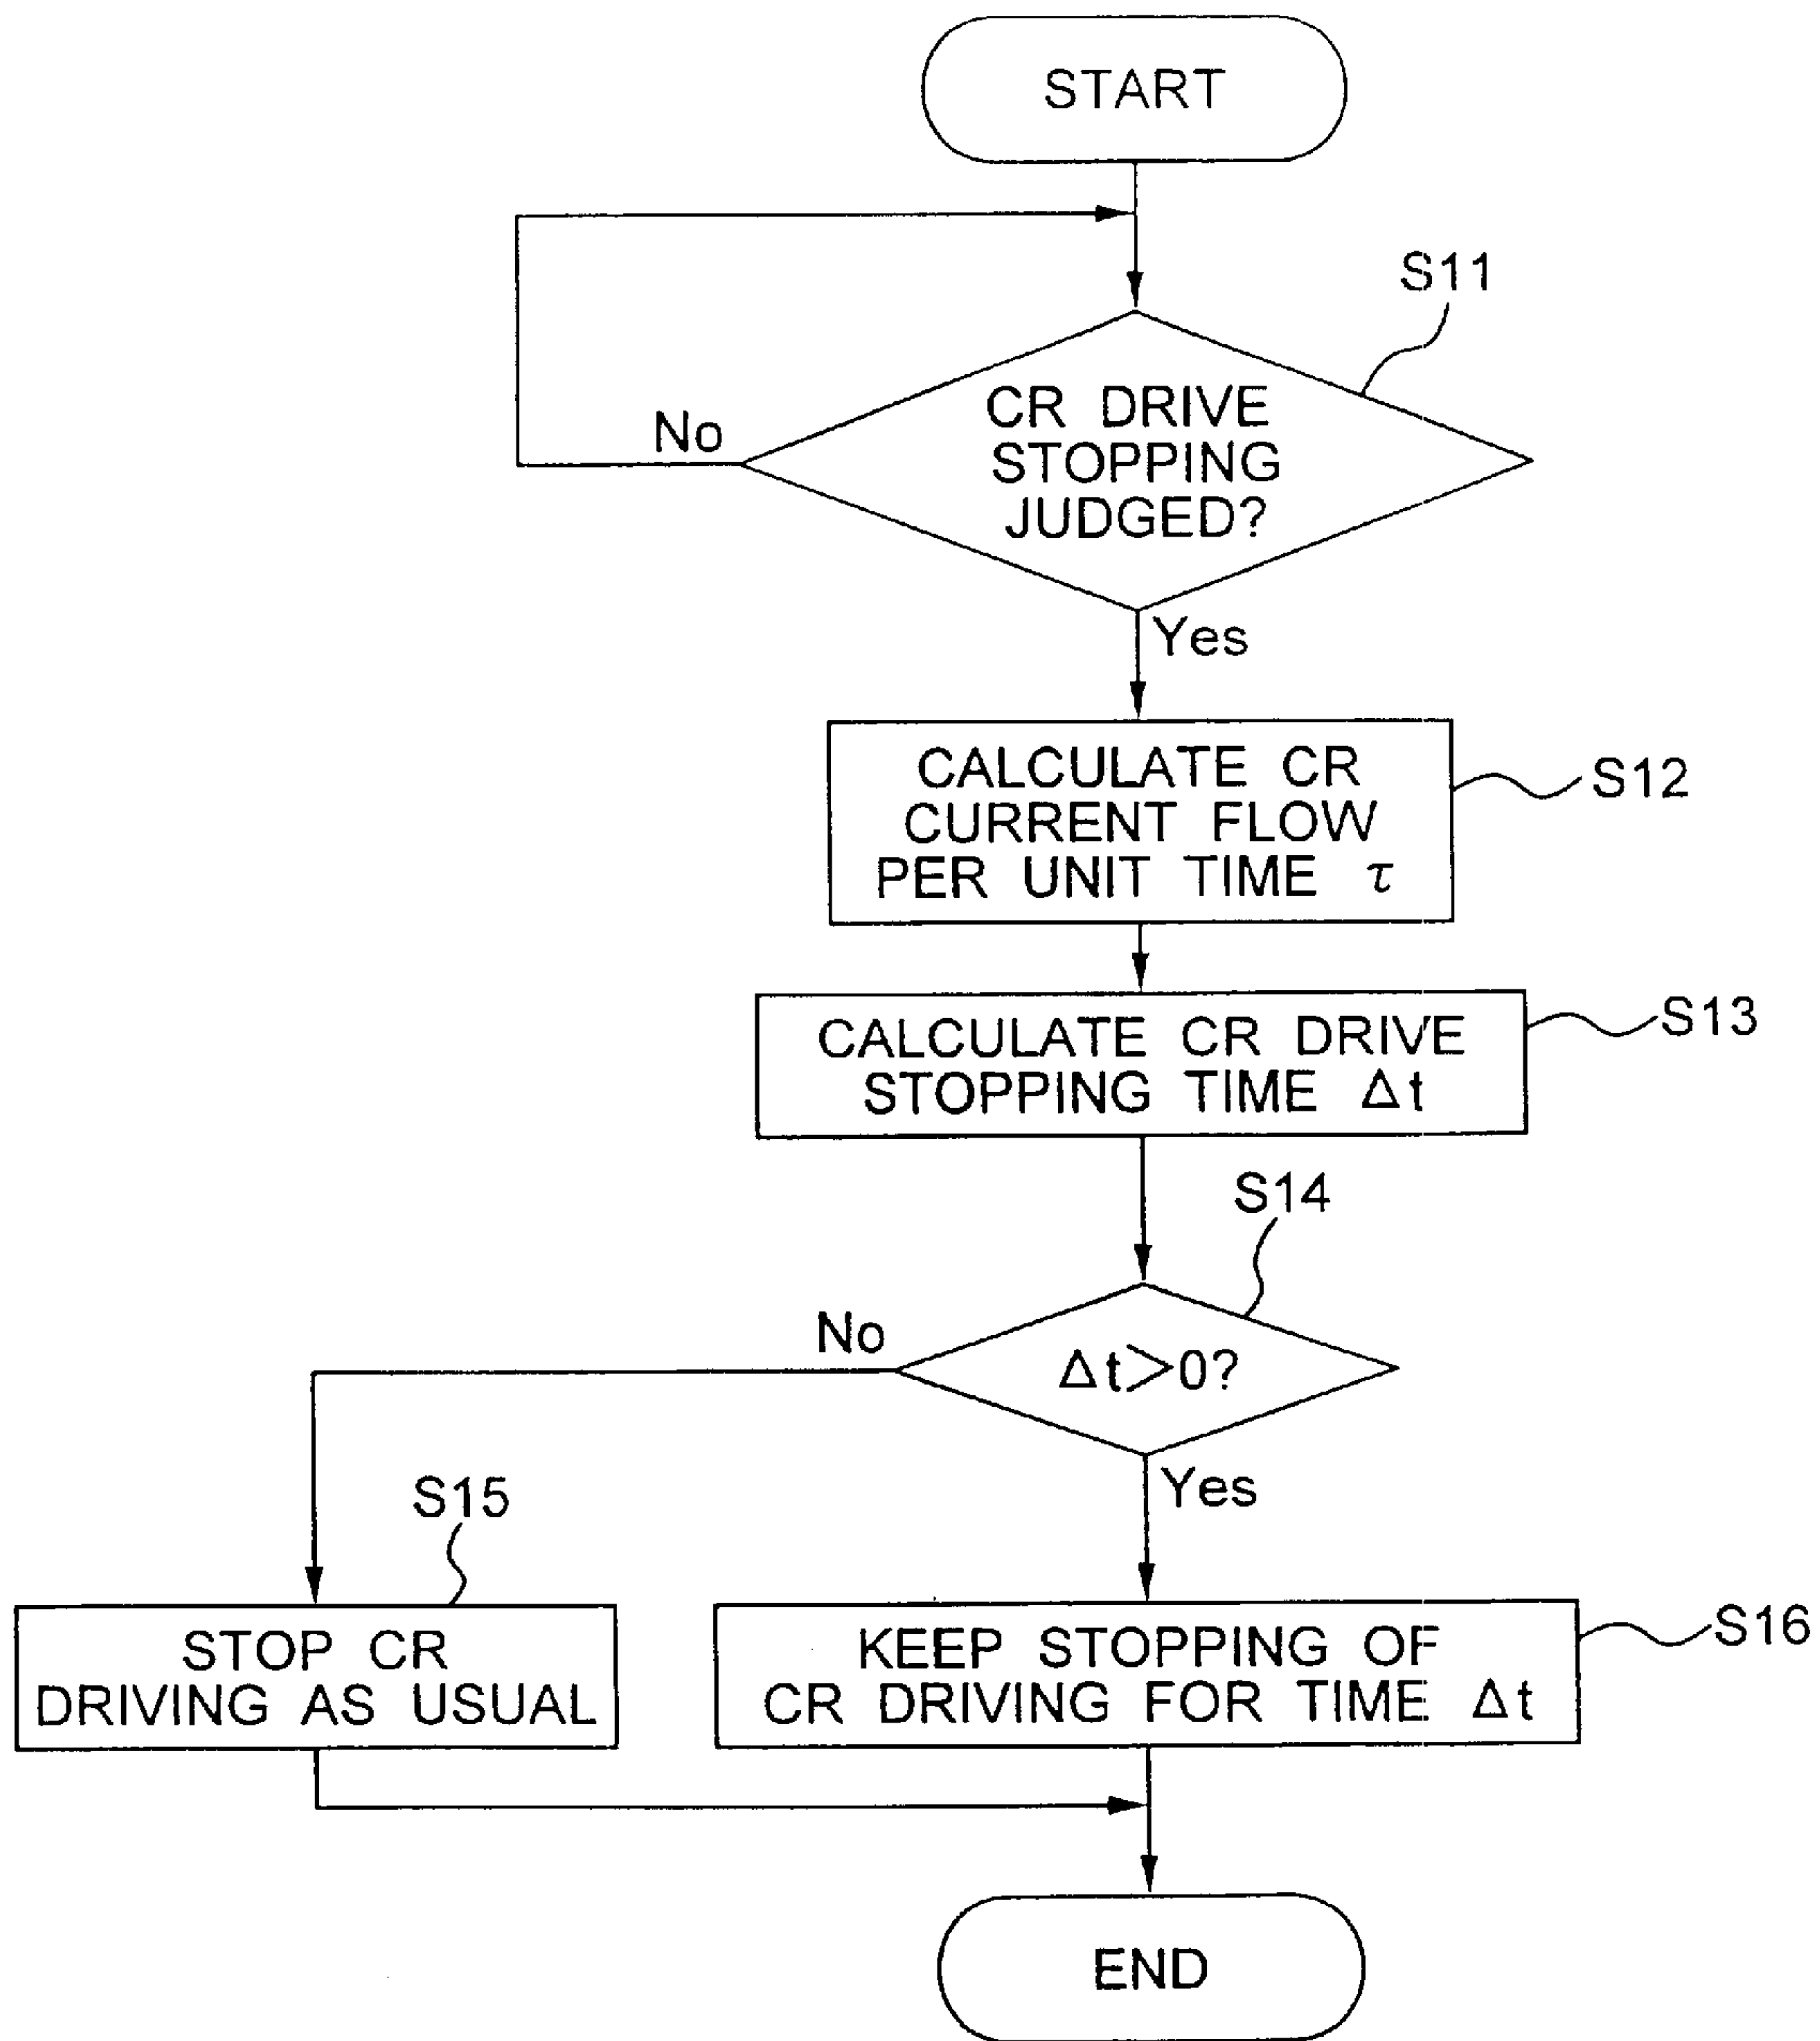 START
S11
CR DRIVE
STOPPING
JUDGED?
No
Yes
CALCULATE CR
CURRENT FLOW
PER UNIT TIME τ
S12
CALCULATE CR DRIVE
STOPPING TIME Δt
S13
S14
Δt>0?
No
Yes
S15
STOP CR
DRIVING AS USUAL
KEEP STOPPING OF
CR DRIVING FOR TIME Δt
S16
END